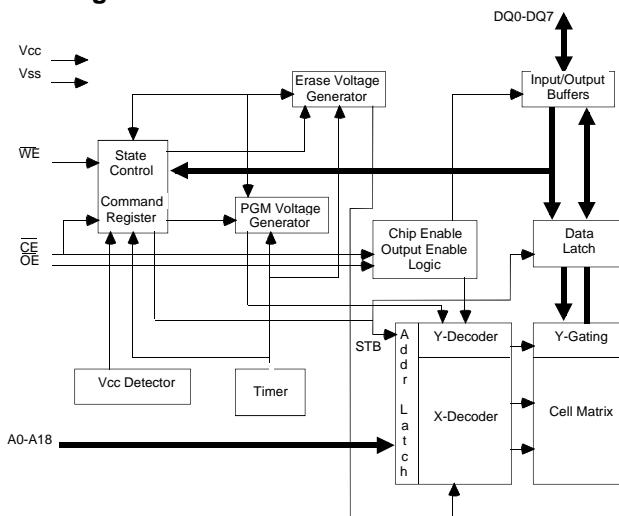 DQ0-DQ7
Vcc
Vss
Erase Voltage
Generator
Input/Output
Buffers
WE
State
Control
Command
Register
PGM Voltage
Generator
Chip Enable
Output Enable
Logic
Data
Latch
CE
OE
STB
Addr Latch
Y-Decoder
Y-Gating
Vcc Detector
Timer
X-Decoder
Cell Matrix
A0-A18